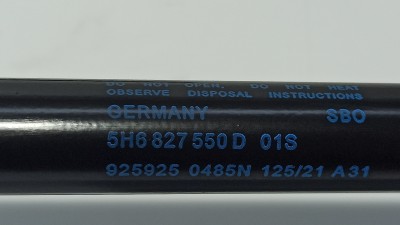 DO NOT OPEN, DO NOT HEAT
OBSERVE DISPOSAL INSTRUCTIONS
GERMANY SBO
5H6 827 550 D 01S
925925 0485N 125/21 A31